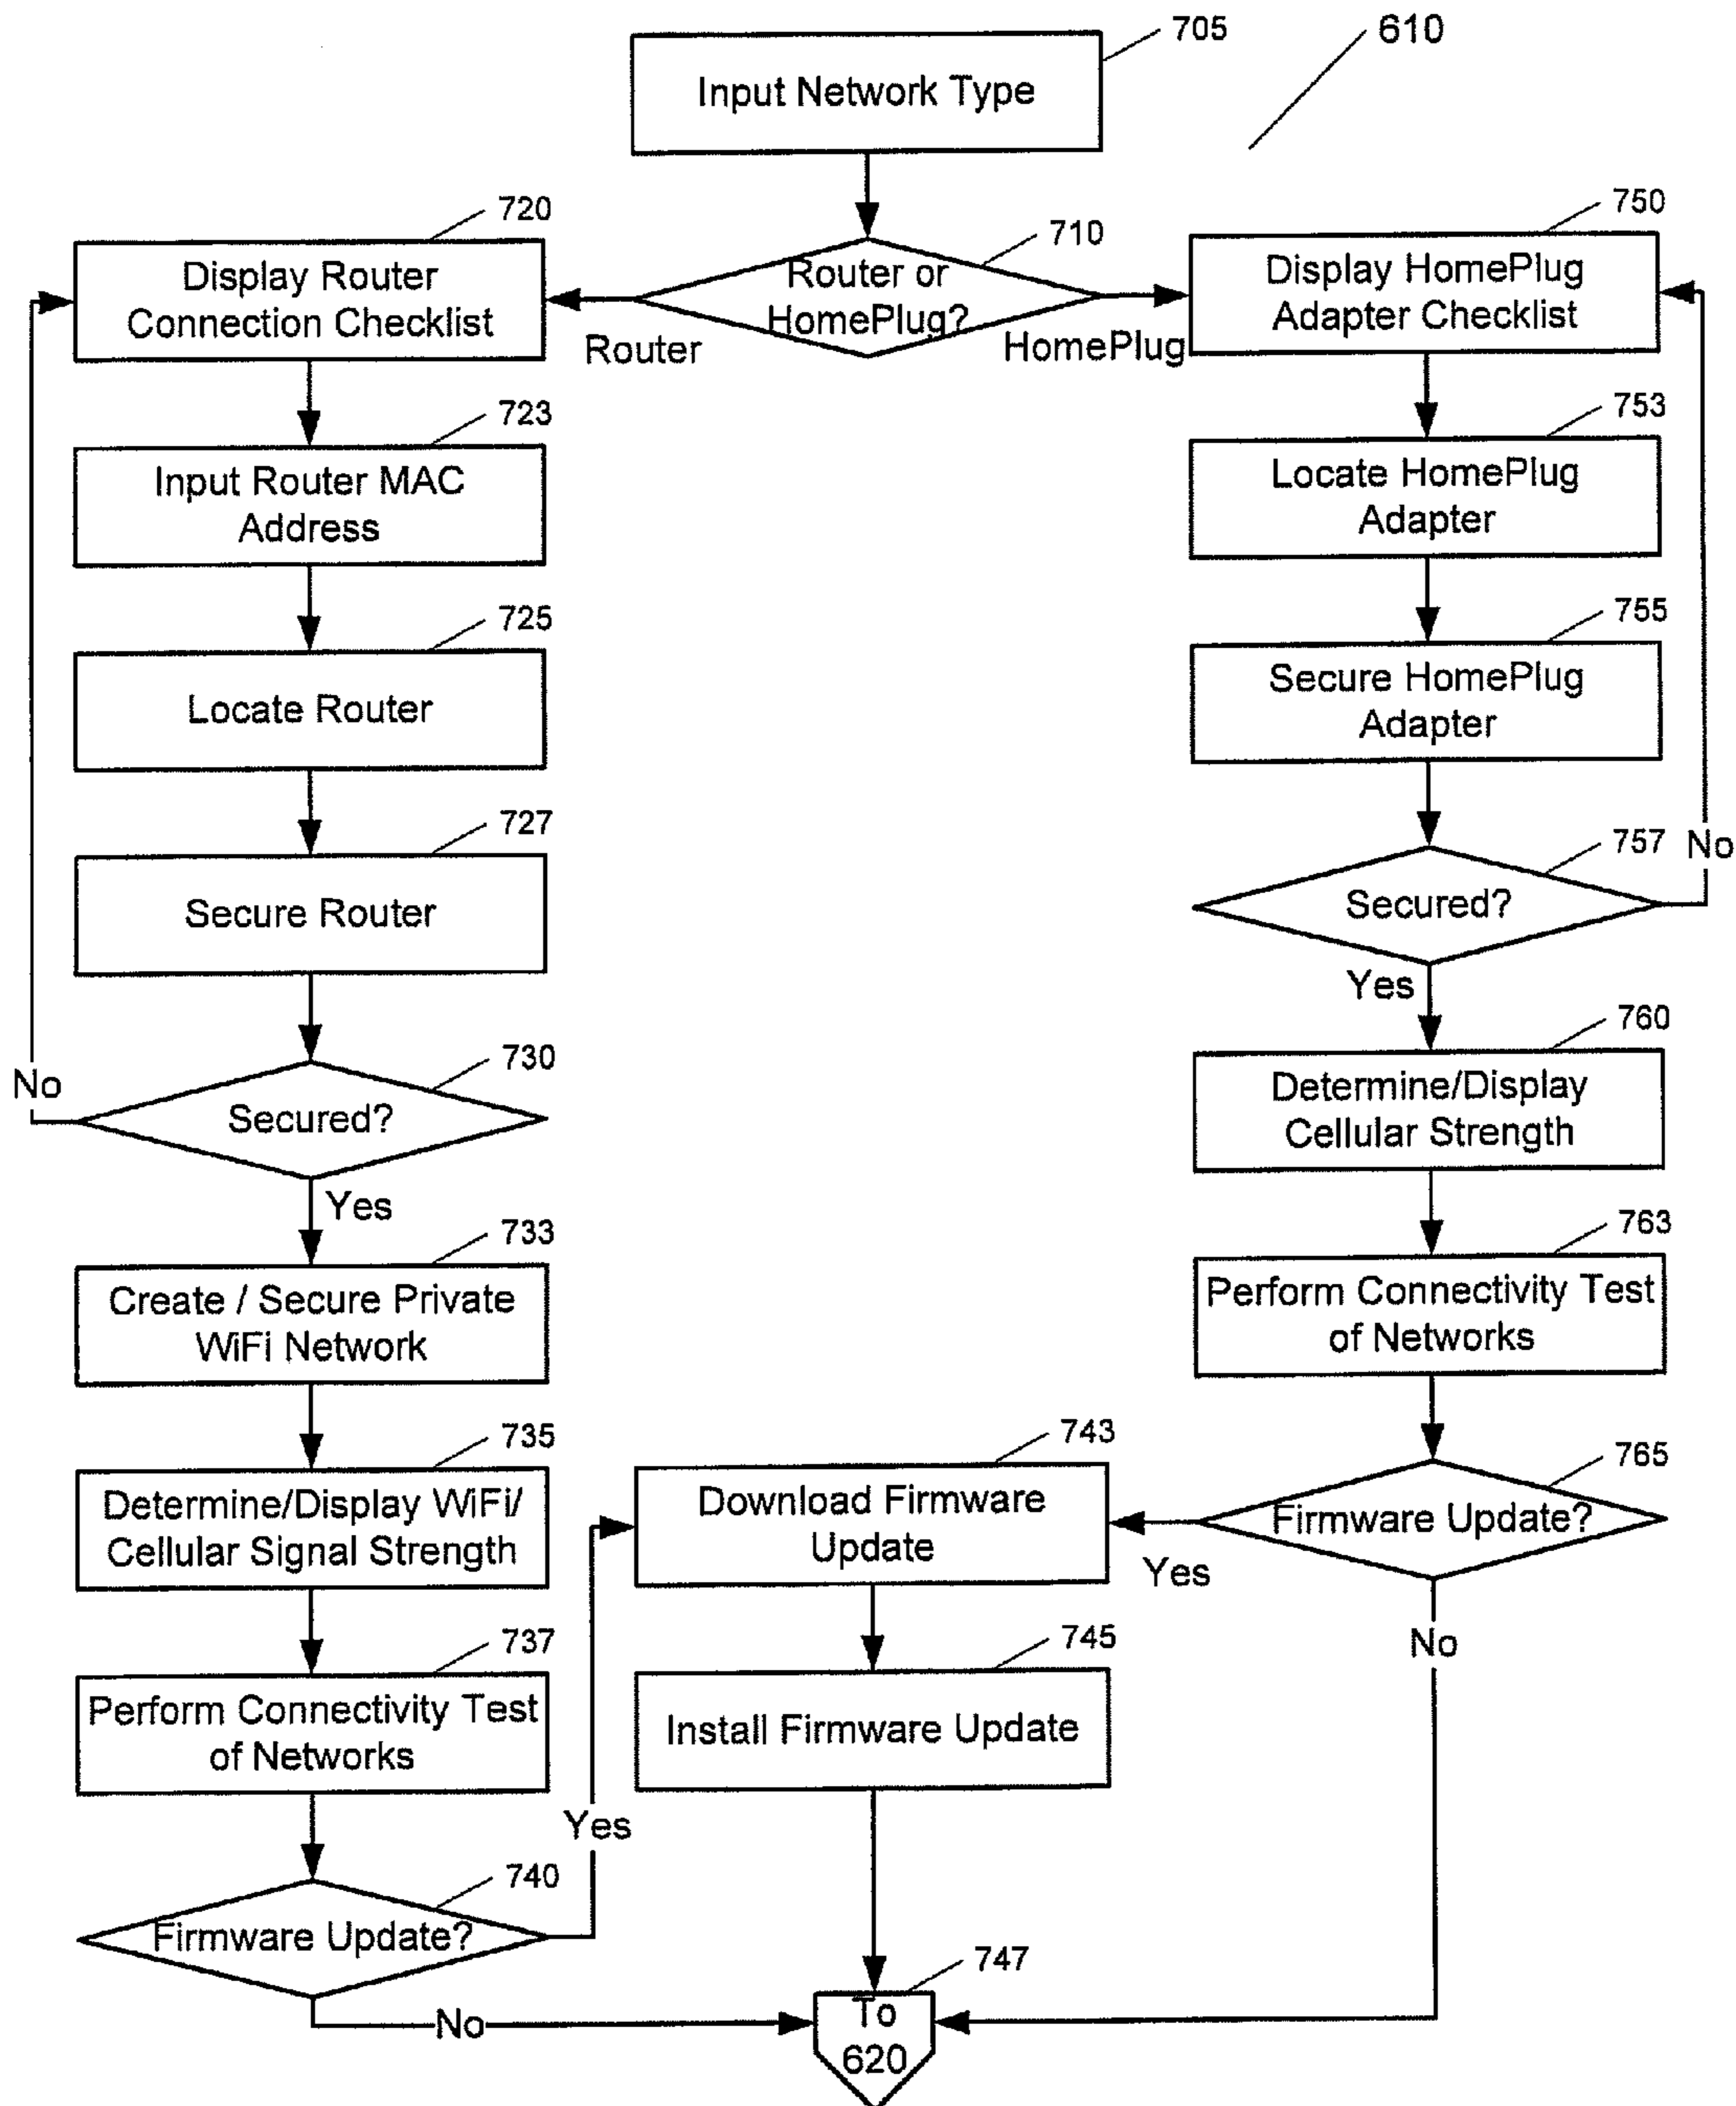 705
610
Input Network Type
720
710
750
Display Router
Connection Checklist
Router or
HomePlug?
Display HomePlug
Adapter Checklist
Router
HomePlug
723
753
Input Router MAC
Address
Locate HomePlug
Adapter
725
755
Locate Router
Secure HomePlug
Adapter
727
757
No
Secure Router
Secured?
Yes
730
760
No
Secured?
Determine/Display
Cellular Strength
Yes
733
763
Create / Secure Private
WiFi Network
Perform Connectivity Test
of Networks
735
743
765
Determine/Display WiFi/
Cellular Signal Strength
Download Firmware
Update
Firmware Update?
Yes
No
737
745
Perform Connectivity Test
of Networks
Install Firmware Update
Yes
740
Firmware Update?
747
No
To
620